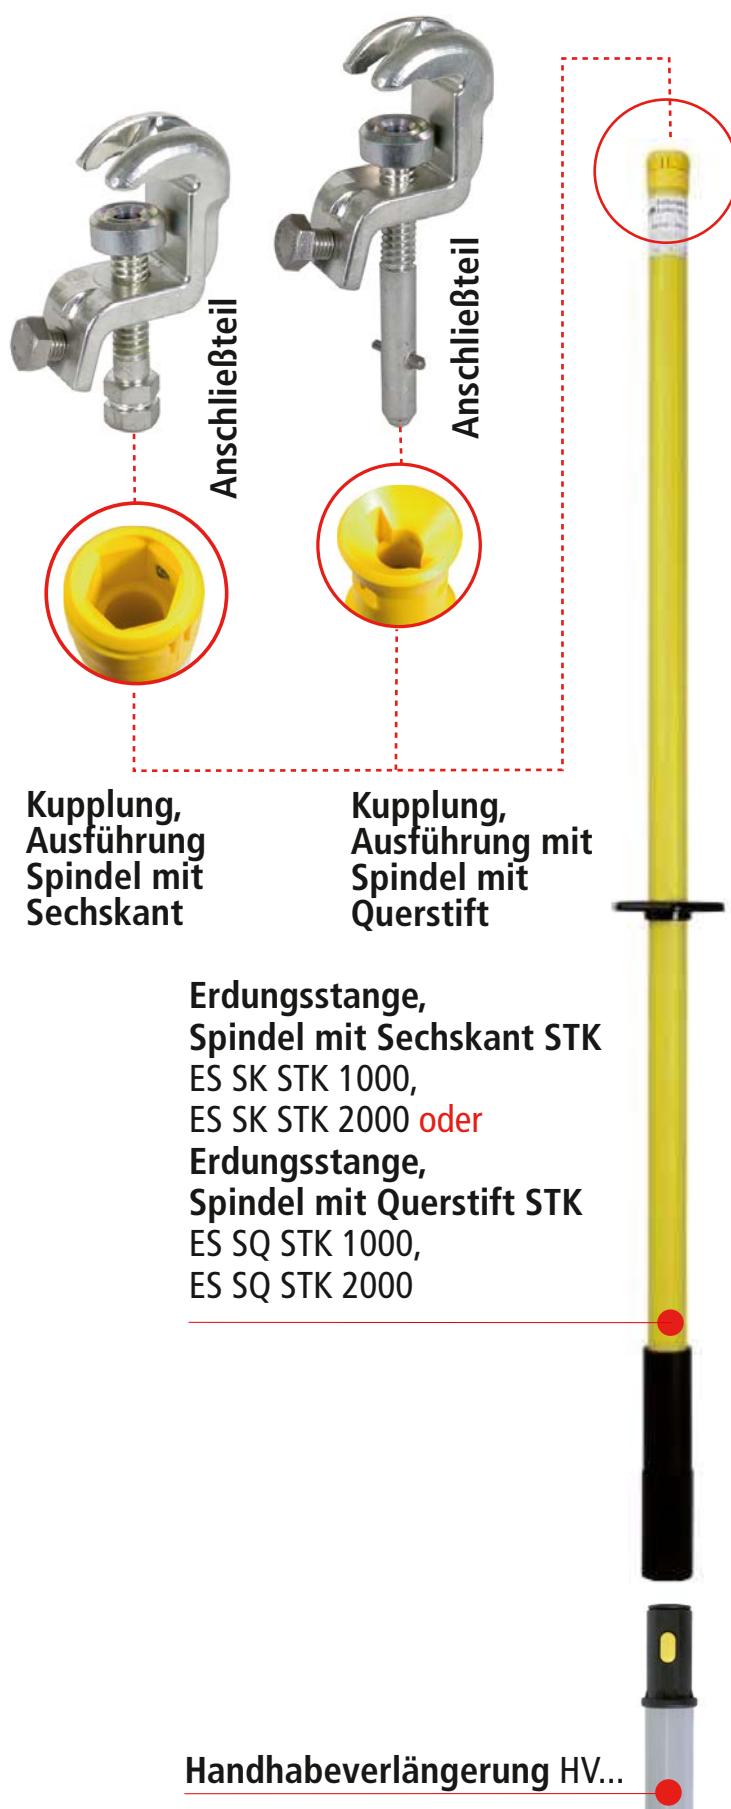 Anschließteil
Anschließteil
Kupplung,
Ausführung
Spindel mit
Sechskant
Kupplung,
Ausführung mit
Spindel mit
Querstift
Erdungsstange,
Spindel mit Sechskant STK
ES SK STK 1000,
ES SK STK 2000 oder
Erdungsstange,
Spindel mit Querstift STK
ES SQ STK 1000,
ES SQ STK 2000
Handhabeverlängerung HV...